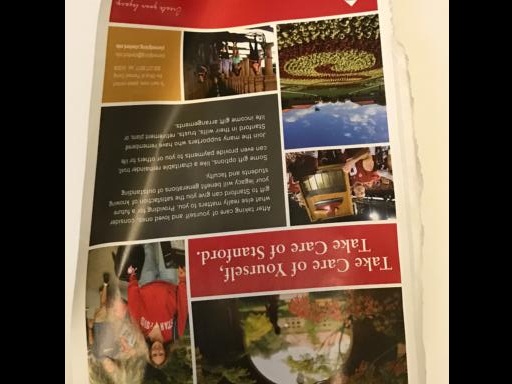 Take Care of Yourself,
Take Care of Stanford.
After taking care of yourself and loved ones, consider
what else really matters to you. Providing for a future
gift to Stanford can give you the satisfaction of knowing
your legacy will benefit generations of outstanding
students and faculty.
Some gift options, like a charitable remainder trust,
can even provide payments to you or others for life.
Join the many supporters who have remembered
Stanford in their wills, trusts, retirement plans, or
life income gift arrangements.
Create your legacy.